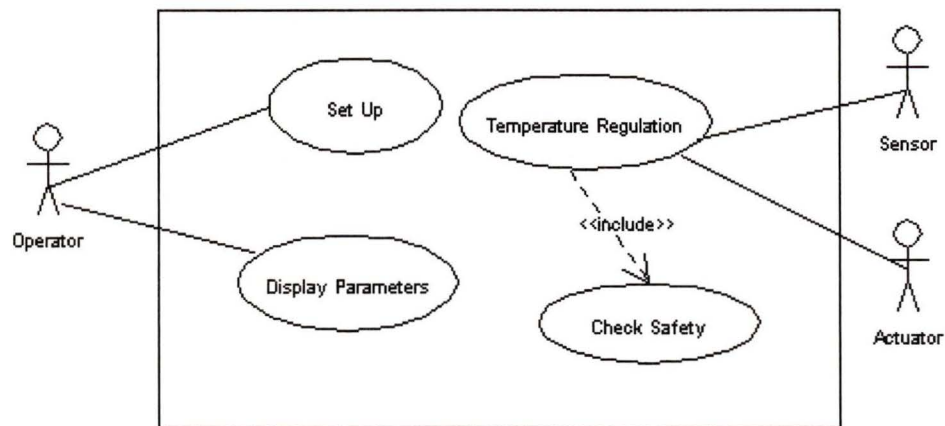 Set Up
Temperature Regulation
Sensor
Operator
<<include>>
Display Parameters
Check Safety
Actuator